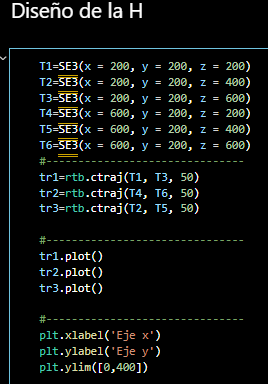 Diseño de la H
T1=SE3(x = 200, y = 200, z = 200)
T2=SE3(x = 200, y = 200, z = 400)
T3=SE3(x = 200, y = 200, z = 600)
T4=SE3(x = 600, y = 200, z = 200)
T5=SE3(x = 600, y = 200, z = 400)
T6=SE3(x = 600, y = 200, z = 600)
#-------------------------------
tr1=rtb.ctraj(T1, T3, 50)
tr2=rtb.ctraj(T4, T6, 50)
tr3=rtb.ctraj(T2, T5, 50)
#-------------------------------
tr1.plot()
tr2.plot()
tr3.plot()
#-------------------------------
plt.xlabel('Eje x')
plt.ylabel('Eje y')
plt.ylim([0,400])